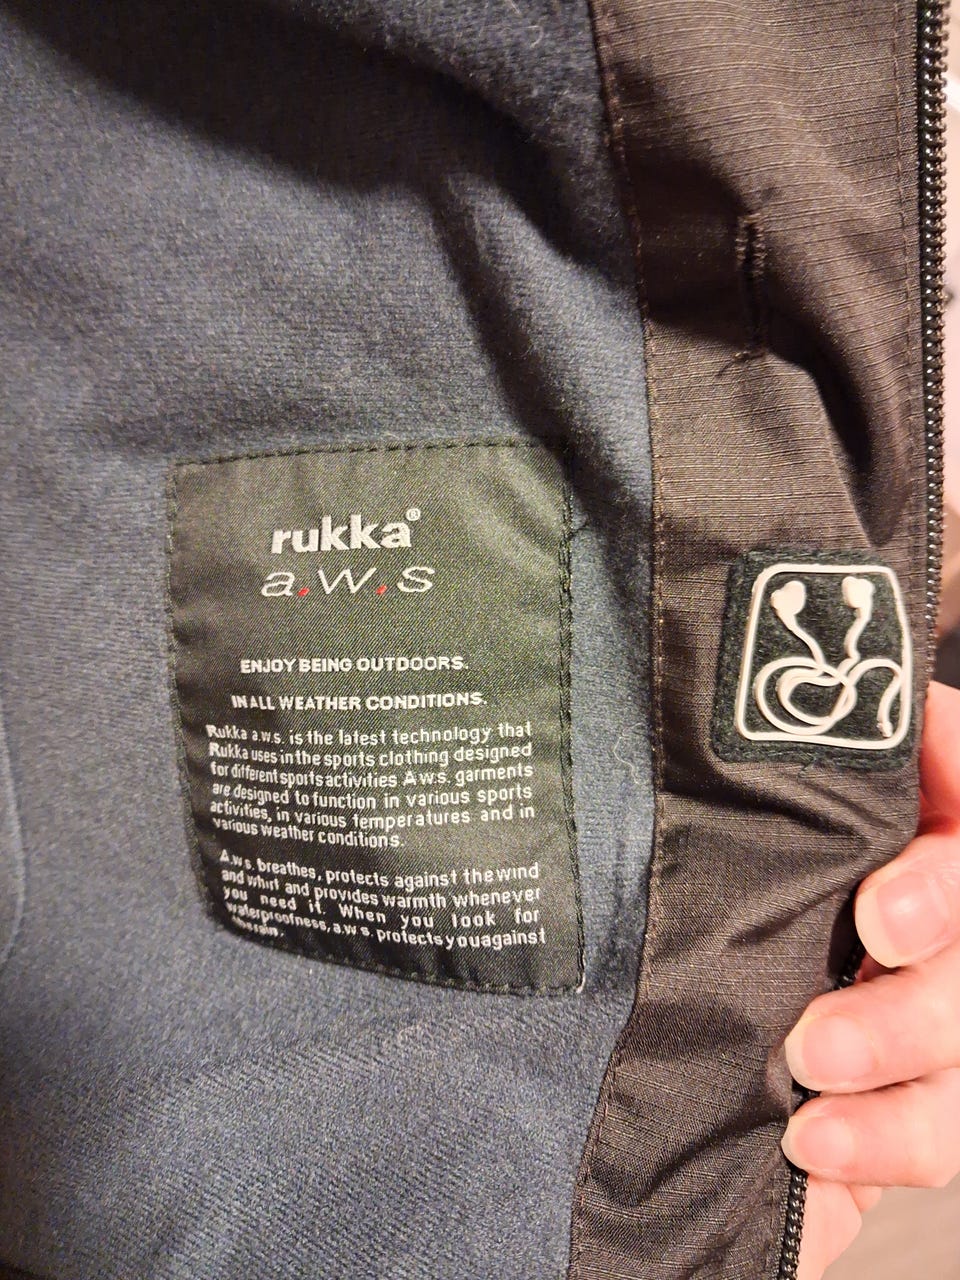 rukka®
a.w.s
ENJOY BEING OUTDOORS.
IN ALL WEATHER CONDITIONS.
Rukka a.w.s. is the latest technology that
Rukka uses in the sports clothing designed
for different sports activities A.w.s. garments
are designed to function in various sports
activities, in various temperatures and in
various weather conditions.
A.w.s. breathes, protects against the wind
and whirt and provides warmth whenever
you need it. When you look for
waterproofness, a.w.s. protects you against
the rain.